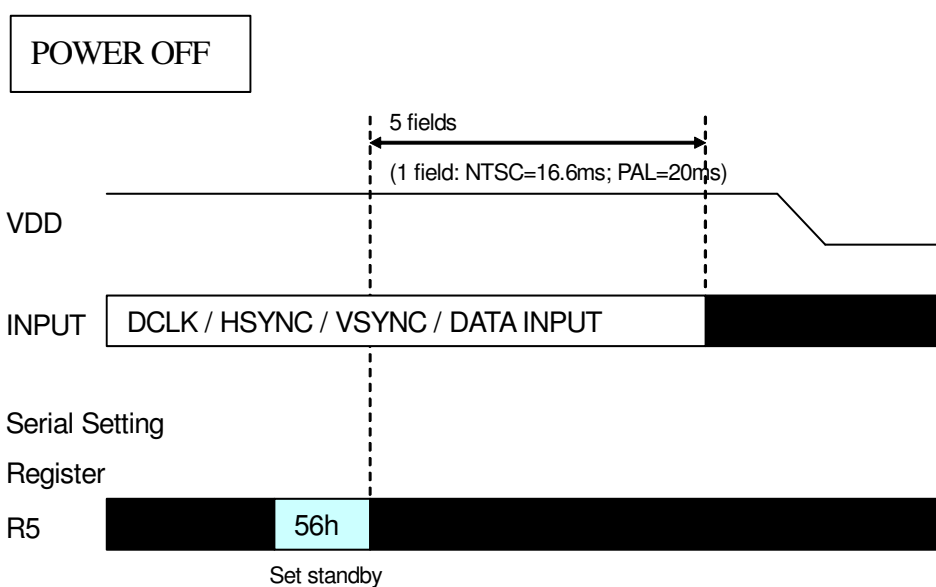 POWER OFF
5 fields
(1 field: NTSC=16.6ms; PAL=20ms)
VDD
INPUT
DCLK / HSYNC / VSYNC / DATA INPUT
Serial Setting
Register
R5
56h
Set standby